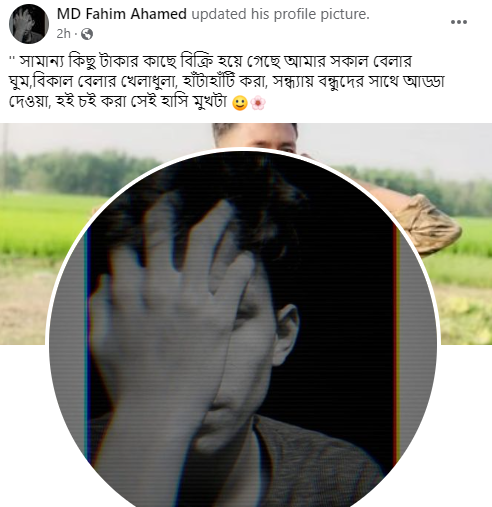 MD Fahim Ahamed updated his profile picture.
2h ·
" সামান্য কিছু টাকার কাছে বিক্রি হয়ে গেছে আমার সকাল বেলার
ঘুম,বিকাল বেলার খেলাধুলা, হাঁটাহাঁটি করা, সন্ধ্যায় বন্ধুদের সাথে আড্ডা
দেওয়া, হই চই করা সেই হাসি মুখটা 🙂🌸